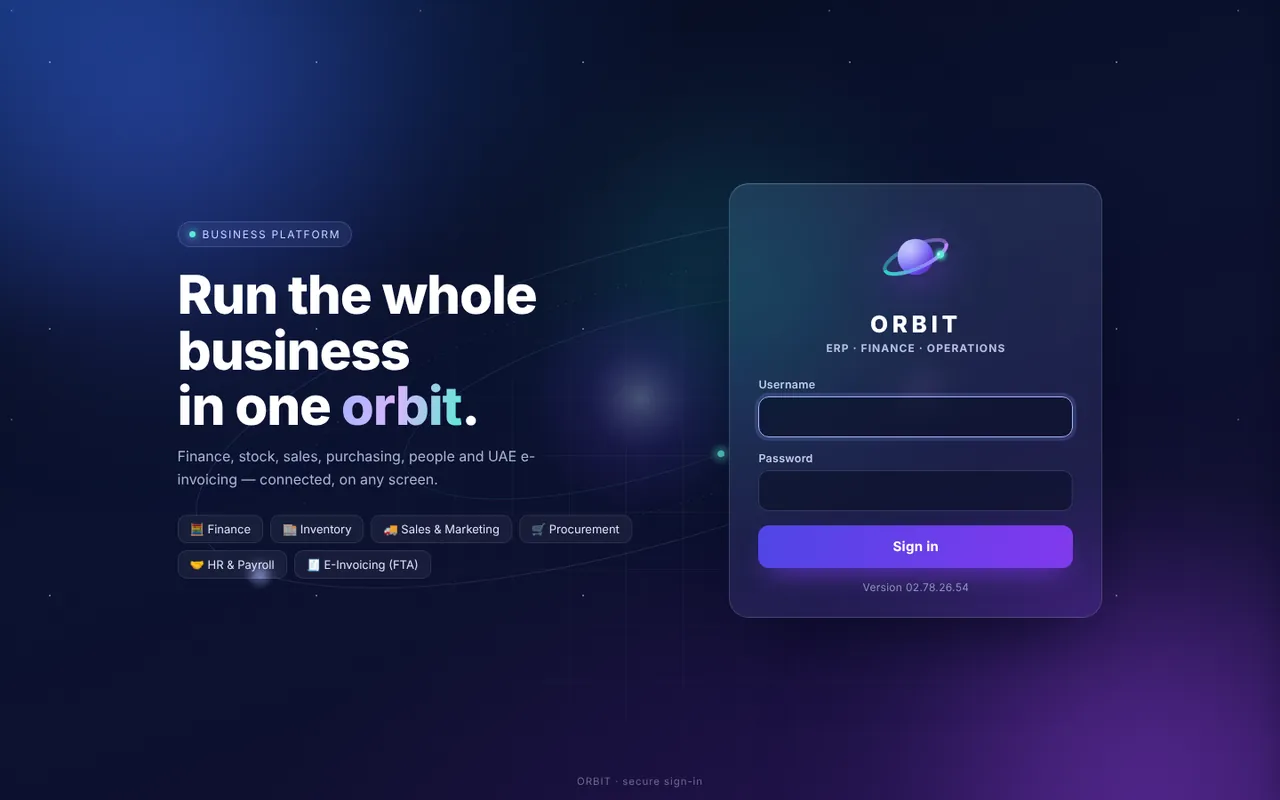 BUSINESS PLATFORM
Run the whole
business
in one orbit.
Finance, stock, sales, purchasing, people and UAE e-
invoicing — connected, on any screen.
Finance
Inventory
Sales & Marketing
Procurement
HR & Payroll
E-Invoicing (FTA)
ORBIT
ERP · FINANCE · OPERATIONS
Username
Password
Sign in
Version 02.78.26.54
ORBIT · secure sign-in